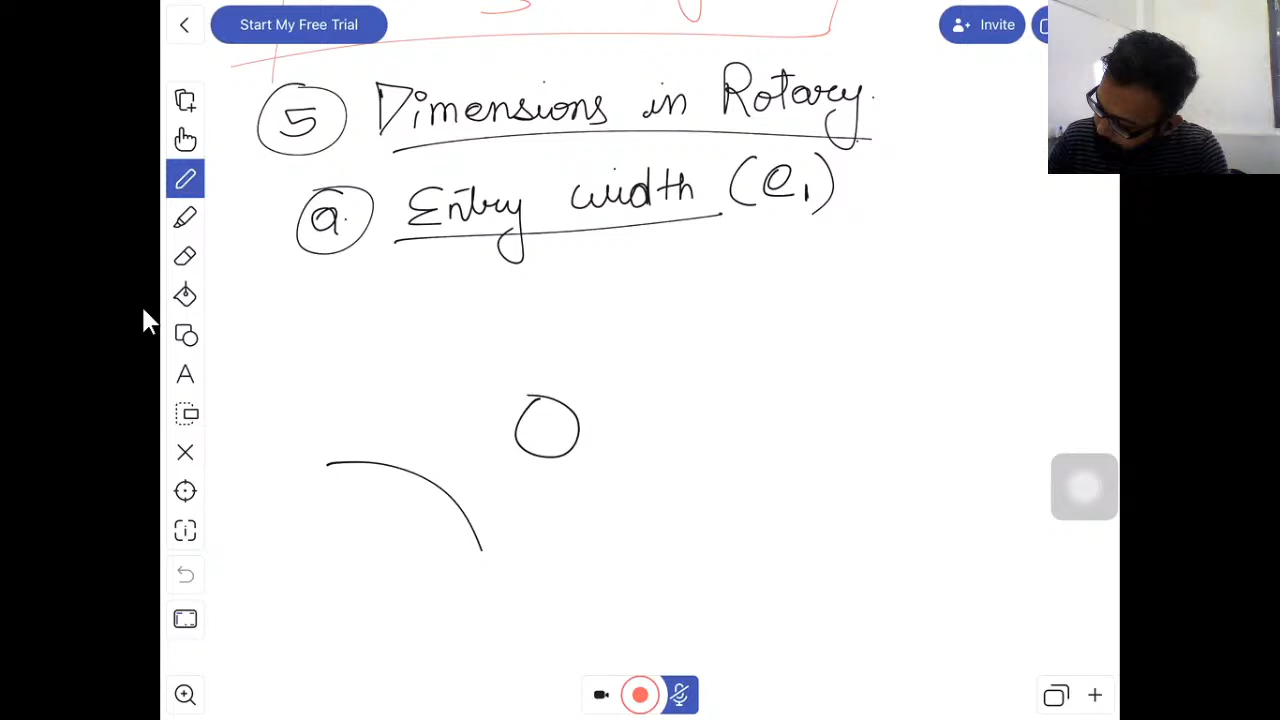 Start My Free Trial
Invite
5 Dimensions in Rotary.
a. Entry width (e1)
A